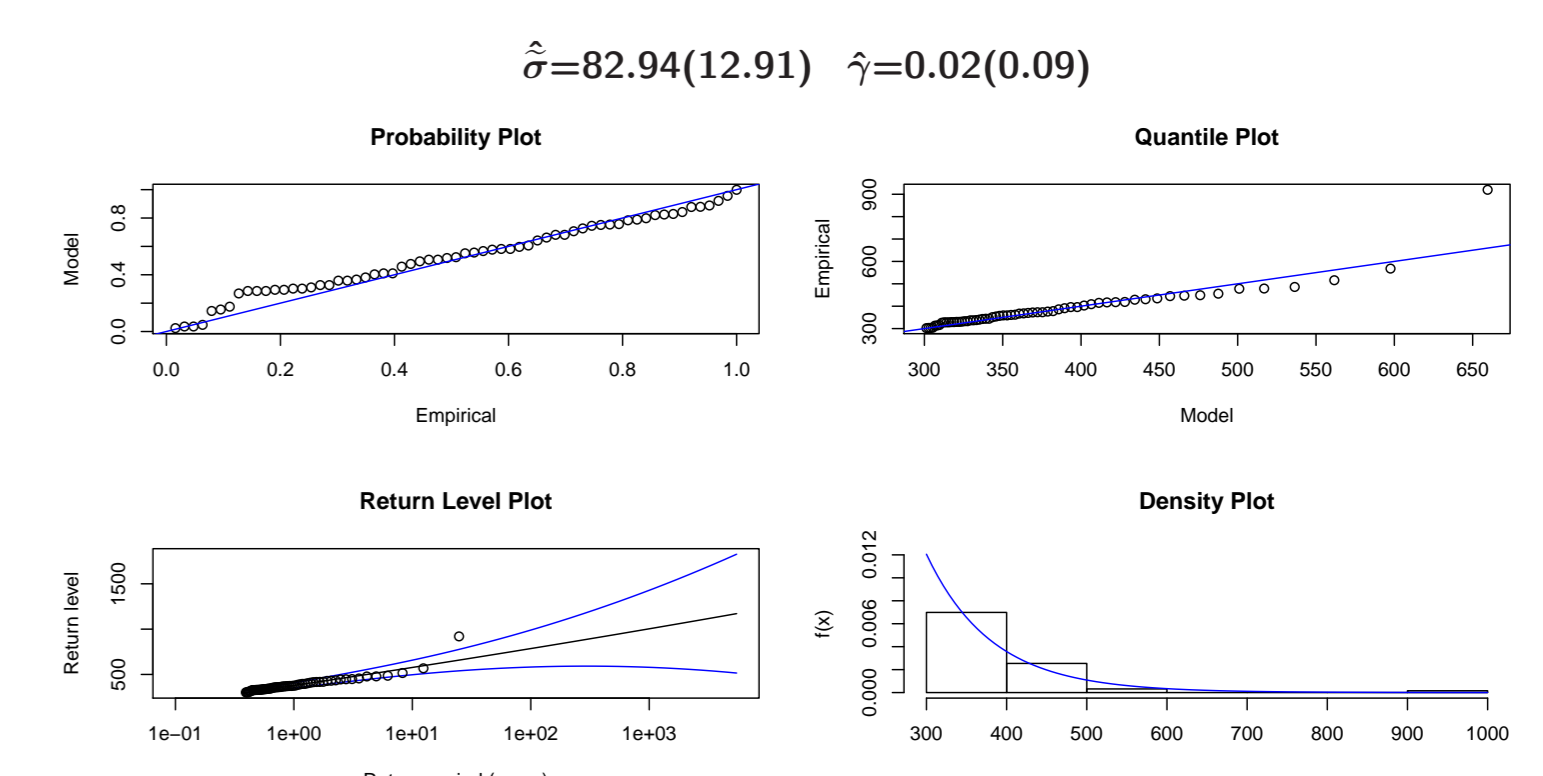 σ̃̂=82.94(12.91) γ̂=0.02(0.09)
Probability Plot
Model
0.0 0.4 0.8
0.0 0.2 0.4 0.6 0.8 1.0
Empirical
Quantile Plot
Empirical
300 600 900
300 350 400 450 500 550 600 650
Model
Return Level Plot
Return level
500 1500
1e−01 1e+00 1e+01 1e+02 1e+03
Density Plot
f(x)
0.000 0.006 0.012
300 400 500 600 700 800 900 1000